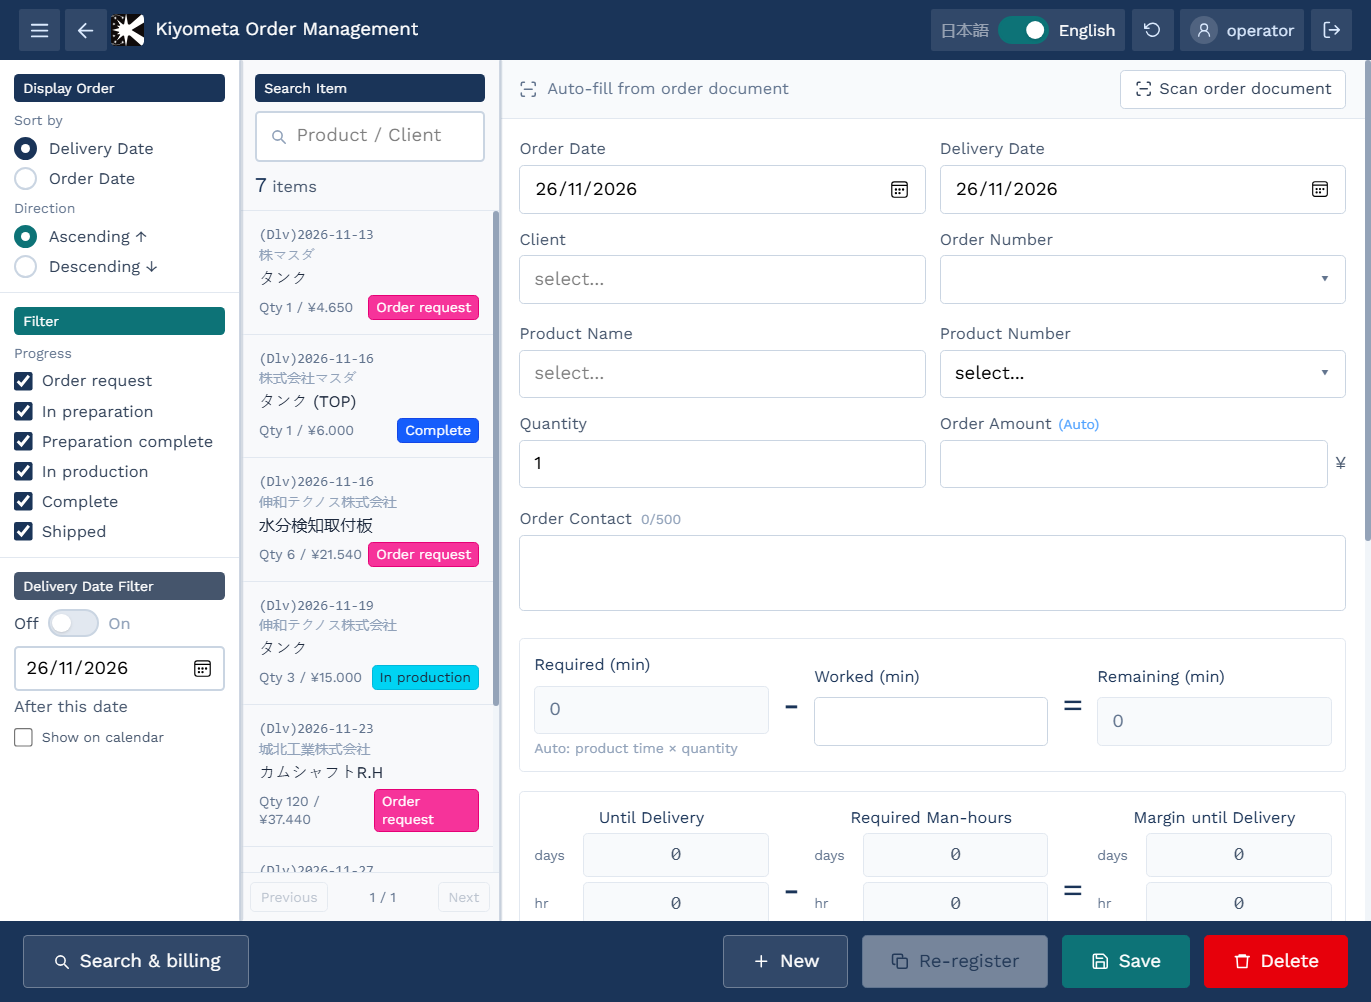 Kiyometa Order Management
日本語 English
operator
Display Order
Sort by
Delivery Date
Order Date
Direction
Ascending ↑
Descending ↓
Filter
Progress
Order request
In preparation
Preparation complete
In production
Complete
Shipped
Delivery Date Filter
Off On
26/11/2026
After this date
Show on calendar
Search Item
Product / Client
7 items
(Dlv)2026-11-13
株マスダ
タンク
Qty 1 / ¥4.650 Order request
(Dlv)2026-11-16
株式会社マスダ
タンク (TOP)
Qty 1 / ¥6.000 Complete
(Dlv)2026-11-16
伸和テクノス株式会社
水分検知取付板
Qty 6 / ¥21.540 Order request
(Dlv)2026-11-19
伸和テクノス株式会社
タンク
Qty 3 / ¥15.000 In production
(Dlv)2026-11-23
城北工業株式会社
カムシャフトR.H
Qty 120 /
¥37.440
Order
request
(Dlv)2026-11-27
Previous 1 / 1 Next
Auto-fill from order document Scan order document
Order Date Delivery Date
26/11/2026 26/11/2026
Client Order Number
select...
Product Name Product Number
select... select...
Quantity Order Amount (Auto)
1 ¥
Order Contact 0/500
Required (min) Worked (min) Remaining (min)
0 - = 0
Auto: product time × quantity
Until Delivery Required Man-hours Margin until Delivery
days 0 days 0 days 0
- =
hr 0 hr 0 hr 0
Search & billing + New Re-register Save Delete